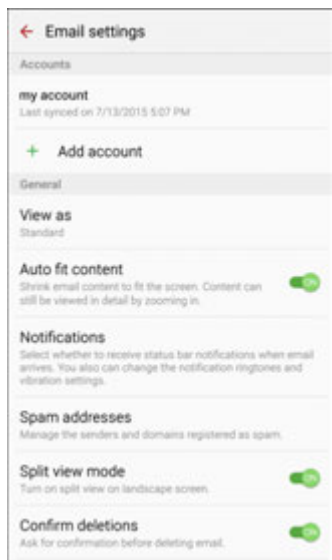 Email settings
Accounts
my account
Last synced on 7/13/2015 5:07 PM
+ Add account
General
View as
Standard
Auto fit content
Shrink email content to fit the screen. Content can
still be viewed in detail by zooming in.
ON
Notifications
Select whether to receive status bar notifications when email
arrives. You also can change the notification ringtones and
vibration settings.
Spam addresses
Manage the senders and domains registered as spam.
Split view mode
Turn on split view on landscape screen.
ON
Confirm deletions
Ask for confirmation before deleting email.
ON